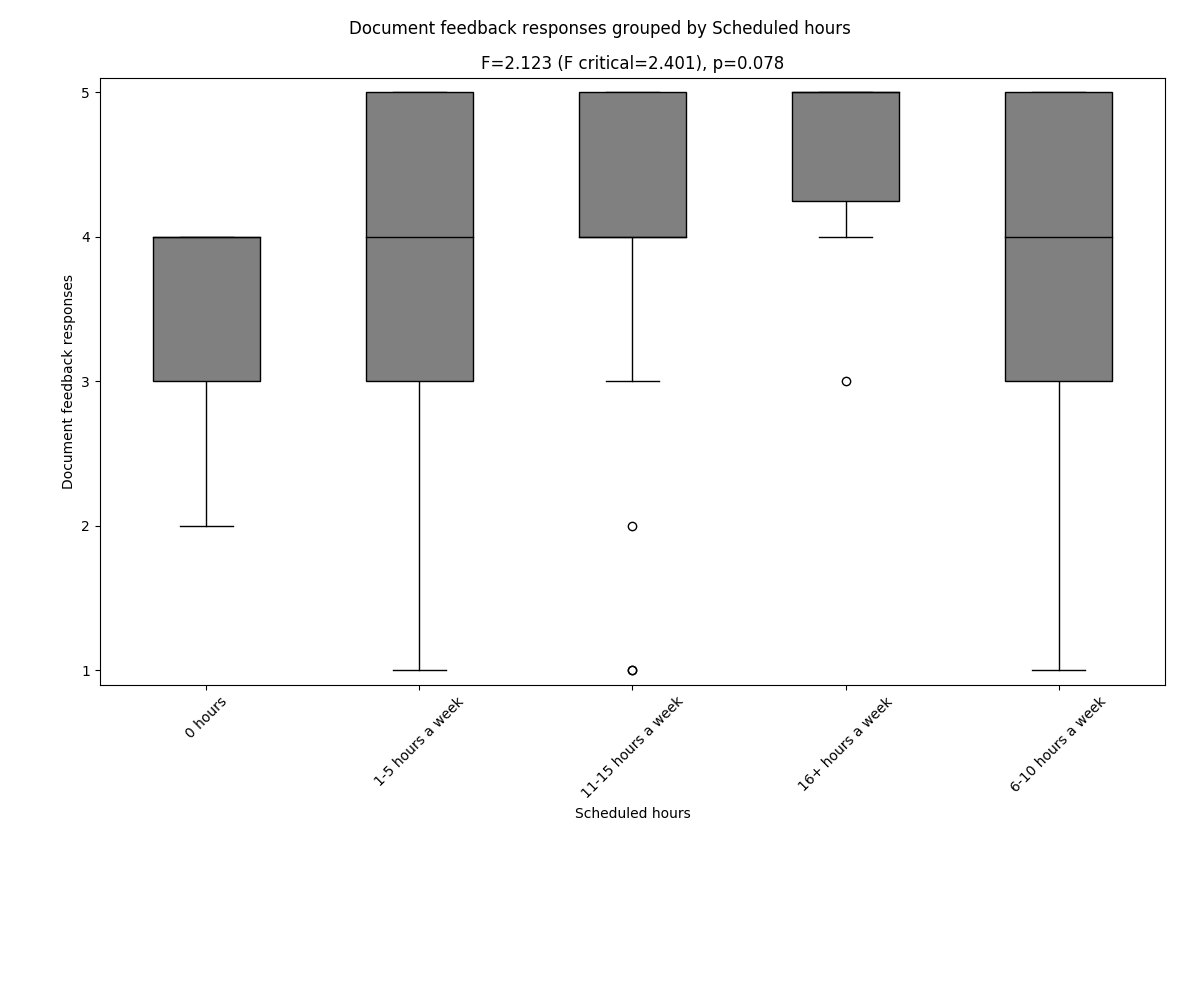 Document feedback responses grouped by Scheduled hours
F=2.123 (F critical=2.401), p=0.078
5
4
3
2
1
Document feedback responses
0 hours
1-5 hours a week
11-15 hours a week
16+ hours a week
6-10 hours a week
Scheduled hours